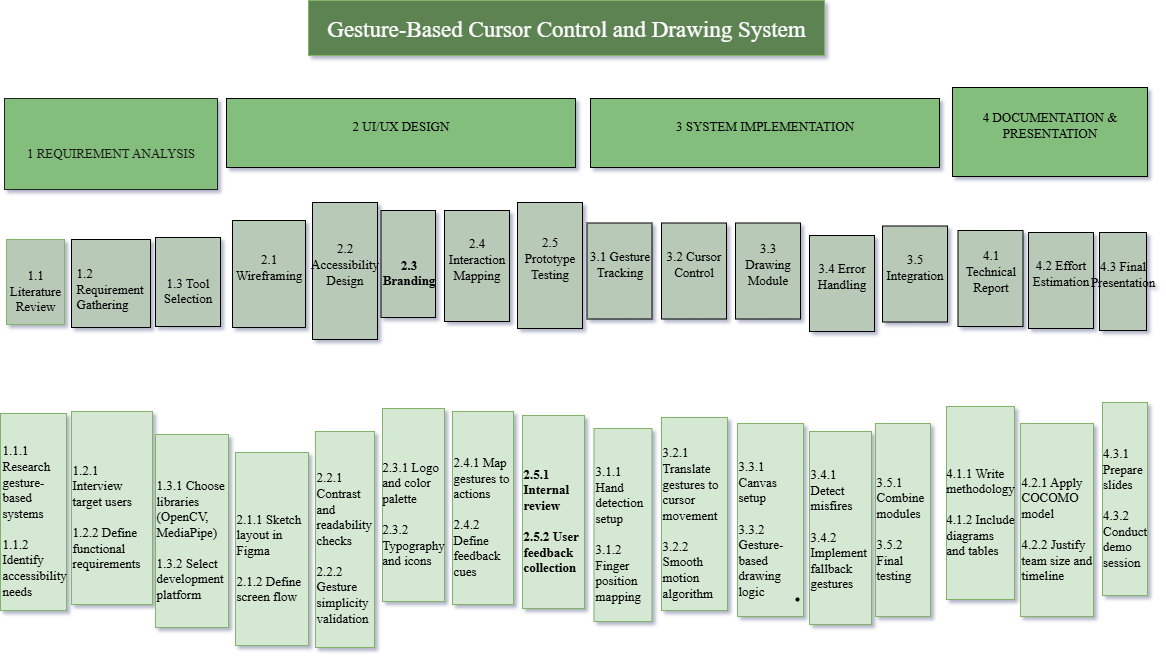 Gesture-Based Cursor Control and Drawing System
1 REQUIREMENT ANALYSIS
2 UI/UX DESIGN
3 SYSTEM IMPLEMENTATION
4 DOCUMENTATION &
PRESENTATION
1.1
Literature
Review
1.2
Requirement
Gathering
1.3 Tool
Selection
2.1
Wireframing
2.2
Accessibility
Design
2.3
Branding
2.4
Interaction
Mapping
2.5
Prototype
Testing
3.1 Gesture
Tracking
3.2 Cursor
Control
3.3
Drawing
Module
3.4 Error
Handling
3.5
Integration
4.1
Technical
Report
4.2 Effort
Estimation
4.3 Final
Presentation
1.1.1
Research
gesture-
based
systems
1.1.2
Identify
accessibility
needs
1.2.1
Interview
target users
1.2.2 Define
functional
requirements
1.3.1 Choose
libraries
(OpenCV,
MediaPipe)
1.3.2 Select
development
platform
2.1.1 Sketch
layout in
Figma
2.1.2 Define
screen flow
2.2.1
Contrast
and
readability
checks
2.2.2
Gesture
simplicity
validation
2.3.1 Logo
and color
palette
2.3.2
Typography
and icons
2.4.1 Map
gestures to
actions
2.4.2
Define
feedback
cues
2.5.1
Internal
review
2.5.2 User
feedback
collection
3.1.1
Hand
detection
setup
3.1.2
Finger
position
mapping
3.2.1
Translate
gestures to
cursor
movement
3.2.2
Smooth
motion
algorithm
3.3.1
Canvas
setup
3.3.2
Gesture-
based
drawing
logic
3.4.1
Detect
misfires
3.4.2
Implement
fallback
gestures
3.5.1
Combine
modules
3.5.2
Final
testing
4.1.1 Write
methodology
4.1.2 Include
diagrams
and tables
4.2.1 Apply
COCOMO
model
4.2.2 Justify
team size and
timeline
4.3.1
Prepare
slides
4.3.2
Conduct
demo
session